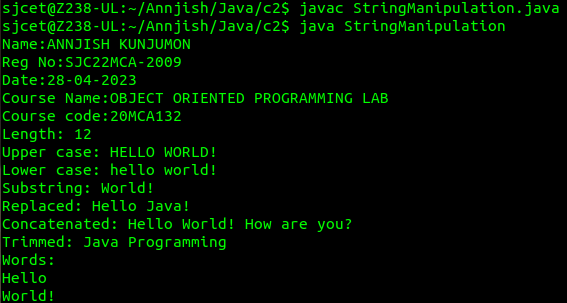 sjcet@Z238-UL:~/Annjish/Java/c2$ javac StringManipulation.java
sjcet@Z238-UL:~/Annjish/Java/c2$ java StringManipulation
Name:ANNJISH KUNJUMON
Reg No:SJC22MCA-2009
Date:28-04-2023
Course Name:OBJECT ORIENTED PROGRAMMING LAB
Course code:20MCA132
Length: 12
Upper case: HELLO WORLD!
Lower case: hello world!
Substring: World!
Replaced: Hello Java!
Concatenated: Hello World! How are you?
Trimmed: Java Programming
Words:
Hello
World!